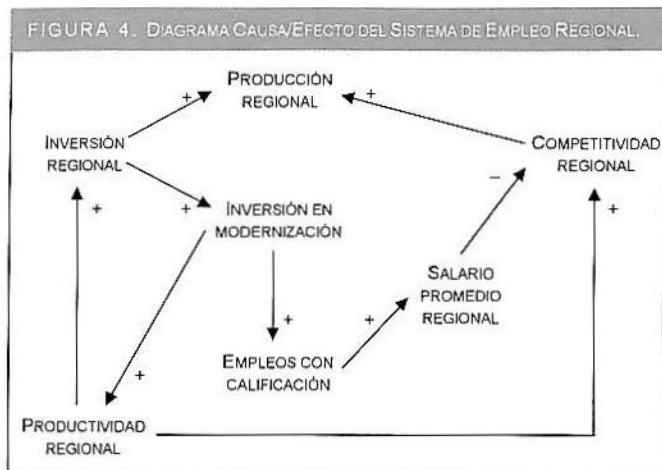 FIGURA 4. DIAGRAMA CAUSA/EFECTO DEL SISTEMA DE EMPLEO REGIONAL.
PRODUCCIÓN
REGIONAL
+
+
INVERSIÓN
REGIONAL
COMPETITIVIDAD
REGIONAL
–
+
+
+
INVERSIÓN EN
MODERNIZACIÓN
SALARIO
PROMEDIO
REGIONAL
+
+
EMPLEOS CON
CALIFICACIÓN
+
PRODUCTIVIDAD
REGIONAL